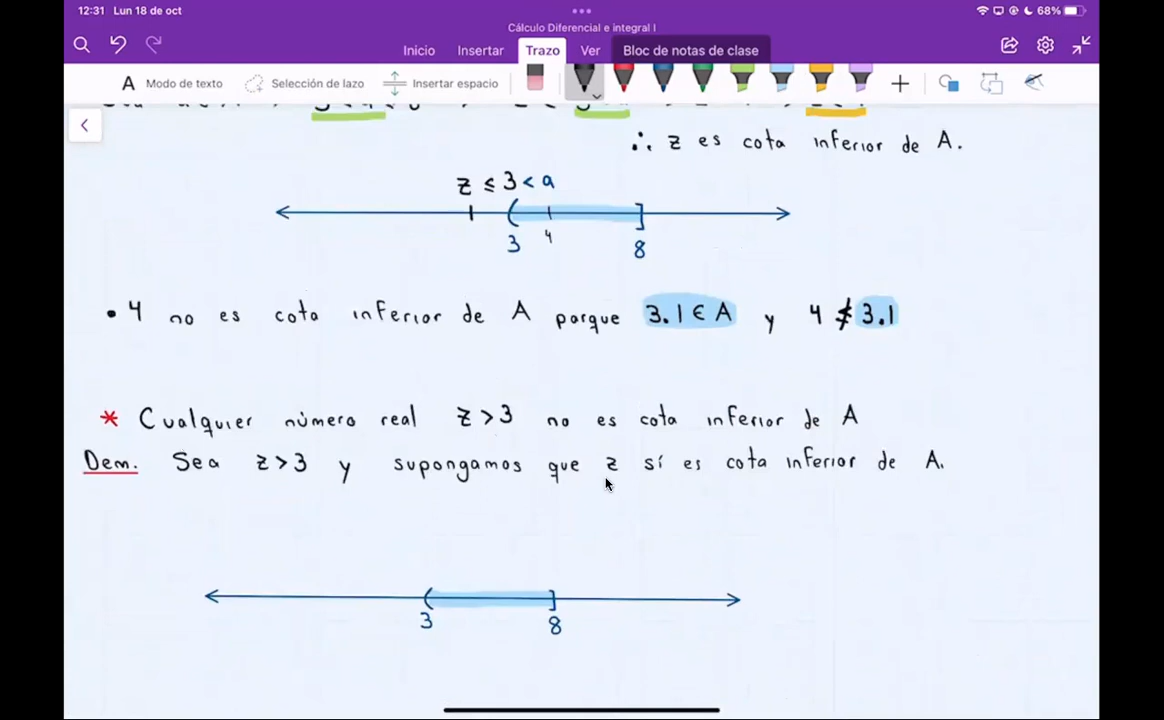 12:31 Lun 18 de oct
68%
Cálculo Diferencial e integral I
Inicio Insertar Trazo Ver Bloc de notas de clase
A Modo de texto Selección de lazo Insertar espacio
∴ z es cota inferior de A.
z ≤ 3 < a
3 4 8
• 4 no es cota inferior de A porque 3.1 ∈ A y 4 ≰ 3.1
* Cualquier número real z > 3 no es cota inferior de A
Dem. Sea z > 3 y supongamos que z sí es cota inferior de A.
3 8